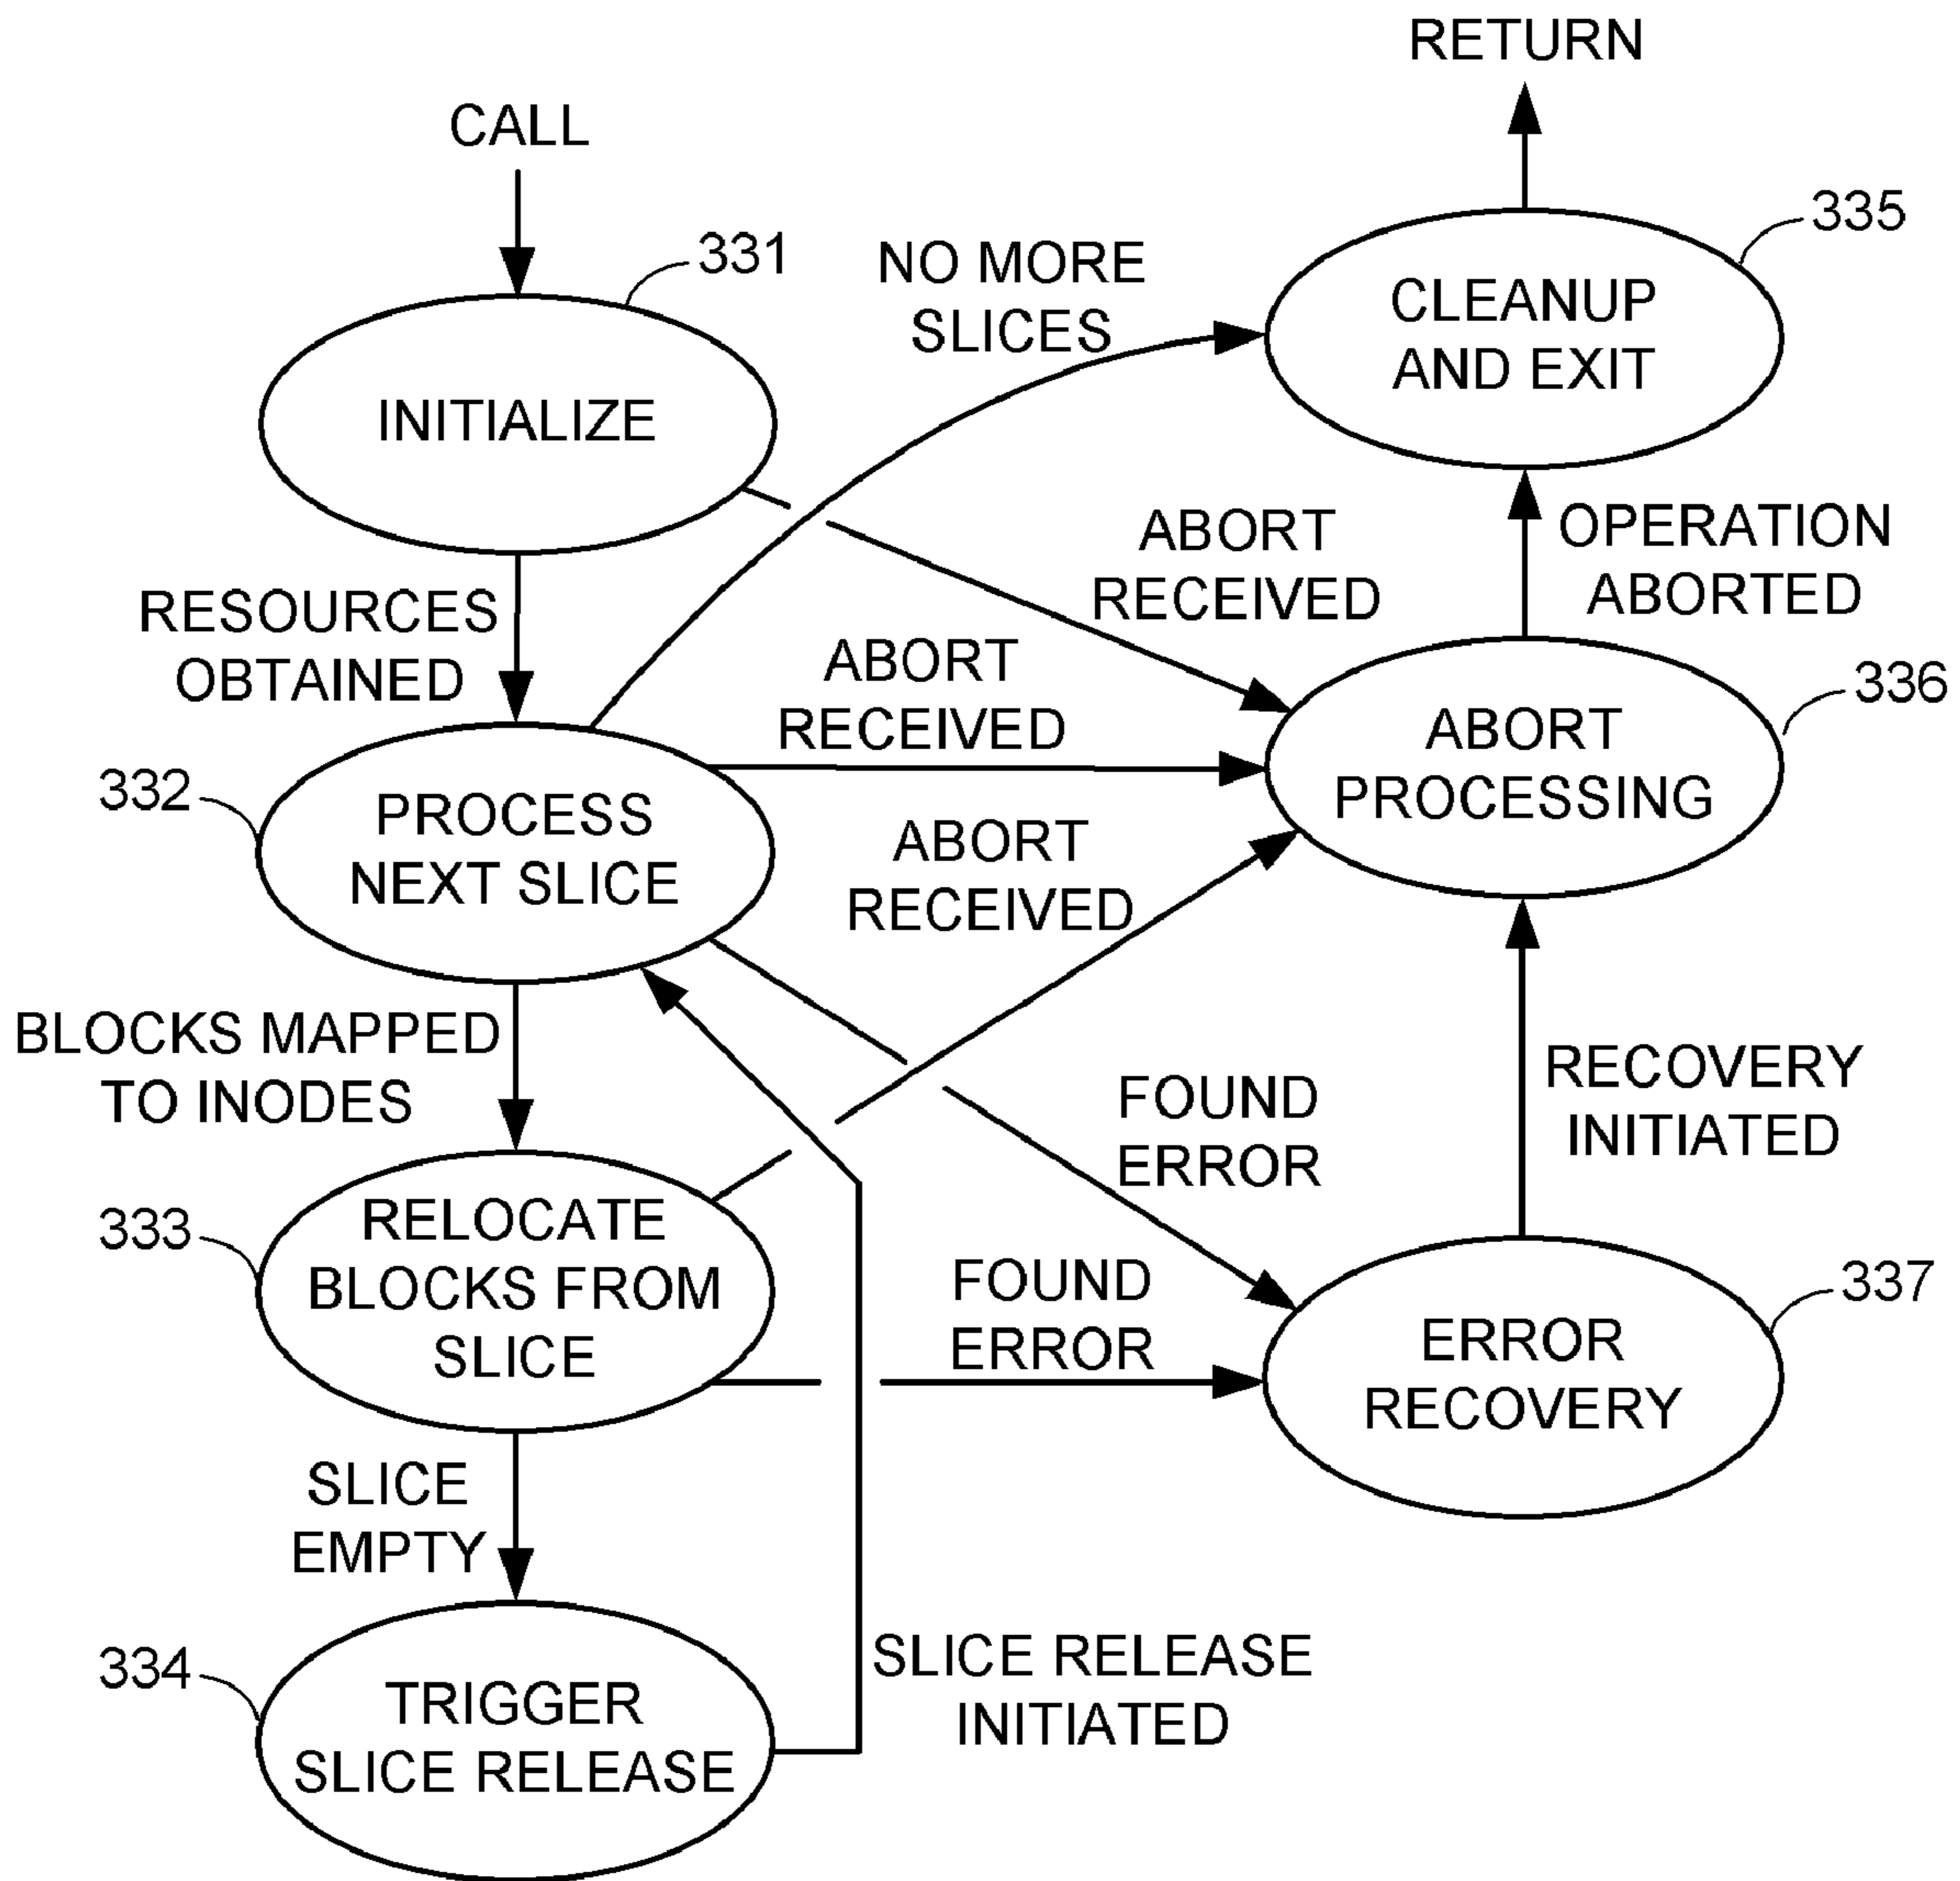 RETURN
CALL
331
335
NO MORE
SLICES
CLEANUP
AND EXIT
INITIALIZE
ABORT
RECEIVED
OPERATION
ABORTED
RESOURCES
OBTAINED
ABORT
RECEIVED
336
ABORT
PROCESSING
332
PROCESS
NEXT SLICE
ABORT
RECEIVED
BLOCKS MAPPED
TO INODES
FOUND
ERROR
RECOVERY
INITIATED
333
RELOCATE
BLOCKS FROM
SLICE
FOUND
ERROR
337
ERROR
RECOVERY
SLICE
EMPTY
334
TRIGGER
SLICE RELEASE
SLICE RELEASE
INITIATED